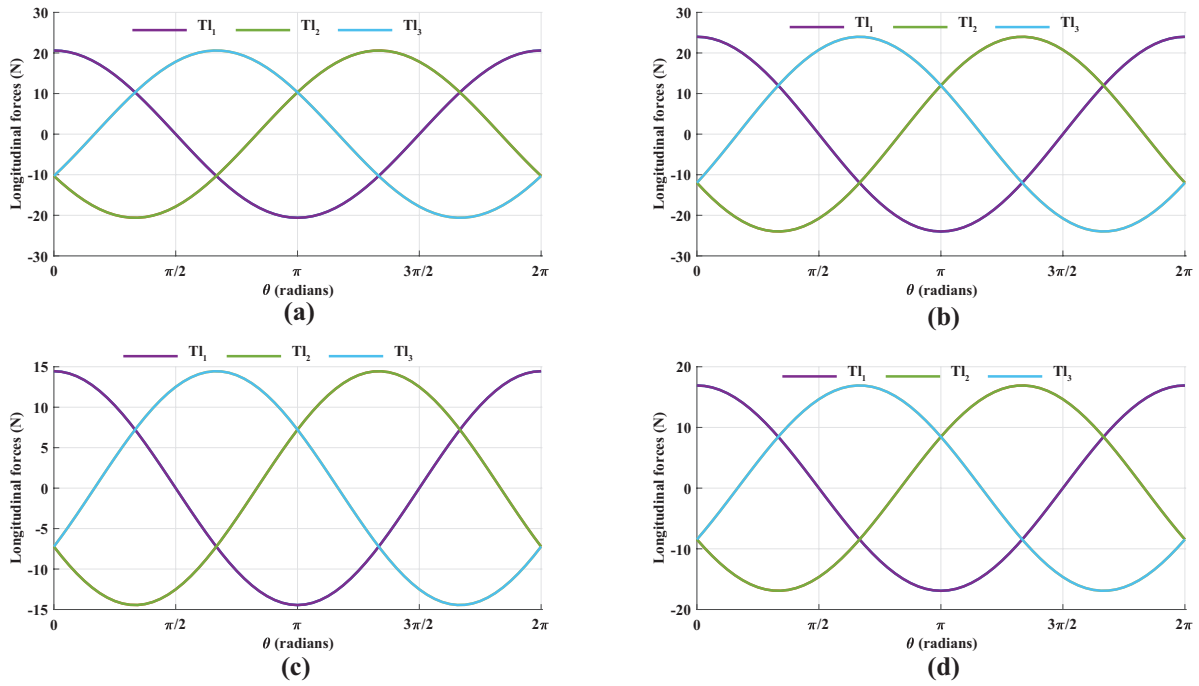 Tl₁ Tl₂ Tl₃
Longitudinal forces (N)
30
20
10
0
-10
-20
-30
0 π/2 π 3π/2 2π
θ (radians)
(a)
Tl₁ Tl₂ Tl₃
Longitudinal forces (N)
30
20
10
0
-10
-20
-30
0 π/2 π 3π/2 2π
θ (radians)
(b)
Tl₁ Tl₂ Tl₃
Longitudinal forces (N)
15
10
5
0
-5
-10
-15
0 π/2 π 3π/2 2π
θ (radians)
(c)
Tl₁ Tl₂ Tl₃
Longitudinal forces (N)
20
10
0
-10
-20
0 π/2 π 3π/2 2π
θ (radians)
(d)